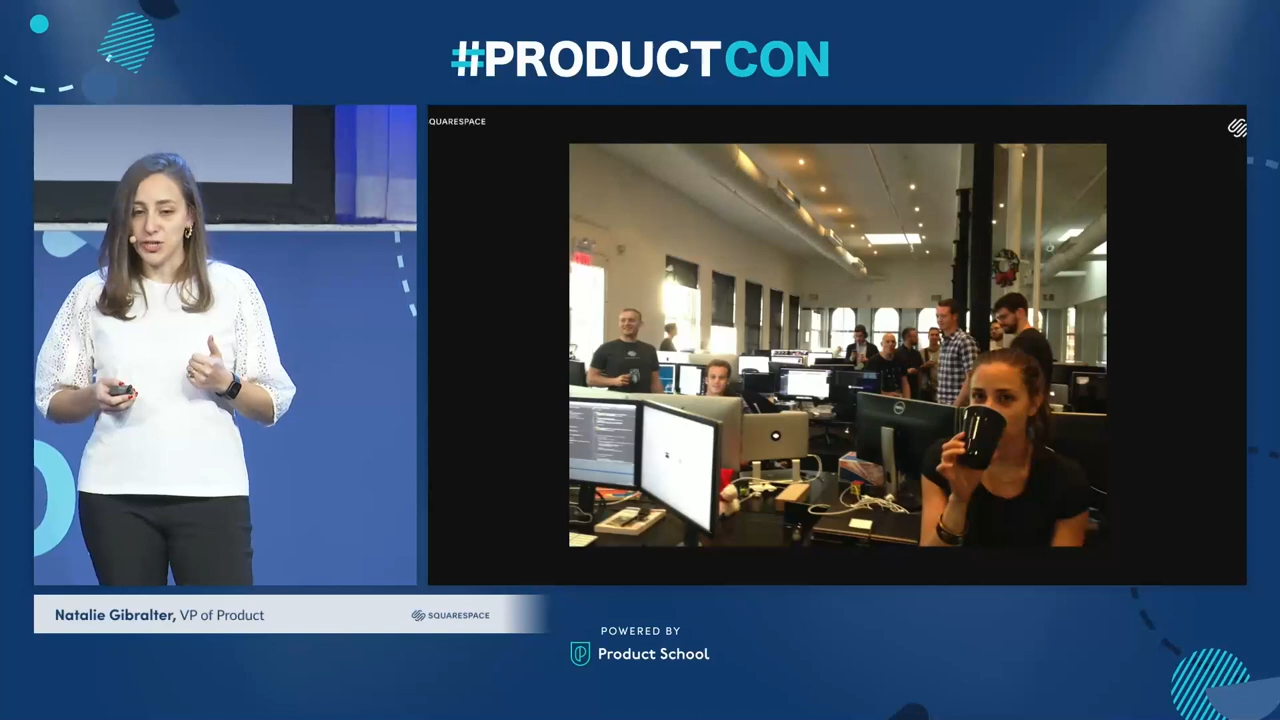 #PRODUCTCON
QUARESPACE
Natalie Gibralter, VP of Product
SQUARESPACE
POWERED BY
Product School